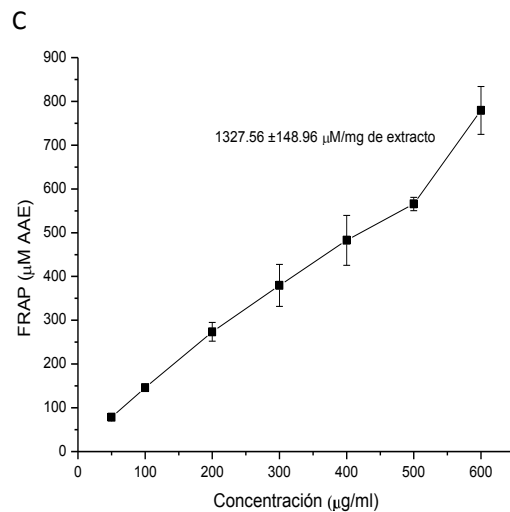 C
900
800
1327.56 ±148.96 μM/mg de extracto
700
600
500
400
300
200
100
0
FRAP (μM AAE)
0 100 200 300 400 500 600
Concentración (μg/ml)